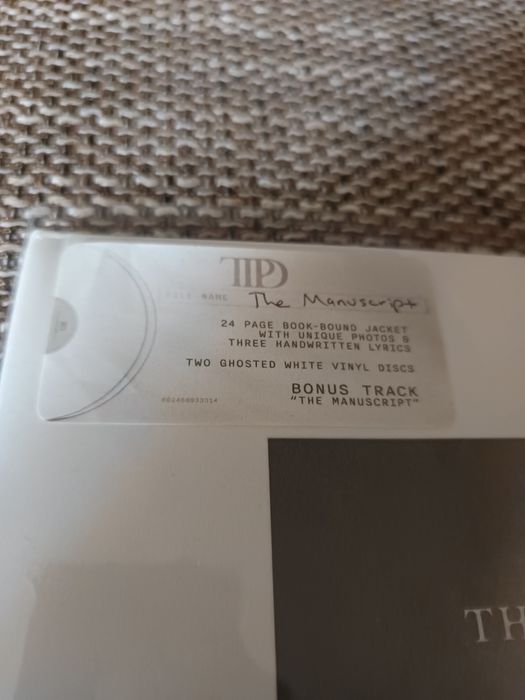 TTPD
FILE NAME The Manuscript
24 PAGE BOOK-BOUND JACKET
WITH UNIQUE PHOTOS &
THREE HANDWRITTEN LYRICS
TWO GHOSTED WHITE VINYL DISCS
BONUS TRACK
"THE MANUSCRIPT"
TH